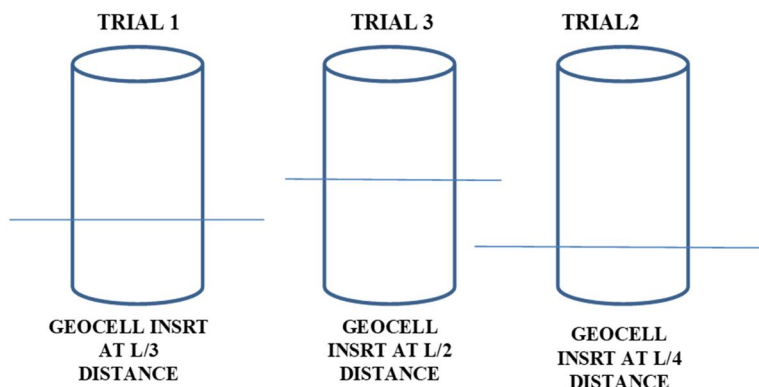 TRIAL 1
TRIAL 3
TRIAL2
GEOCELL INSRT
AT L/3
DISTANCE
GEOCELL
INSRT AT L/2
DISTANCE
GEOCELL
INSRT AT L/4
DISTANCE